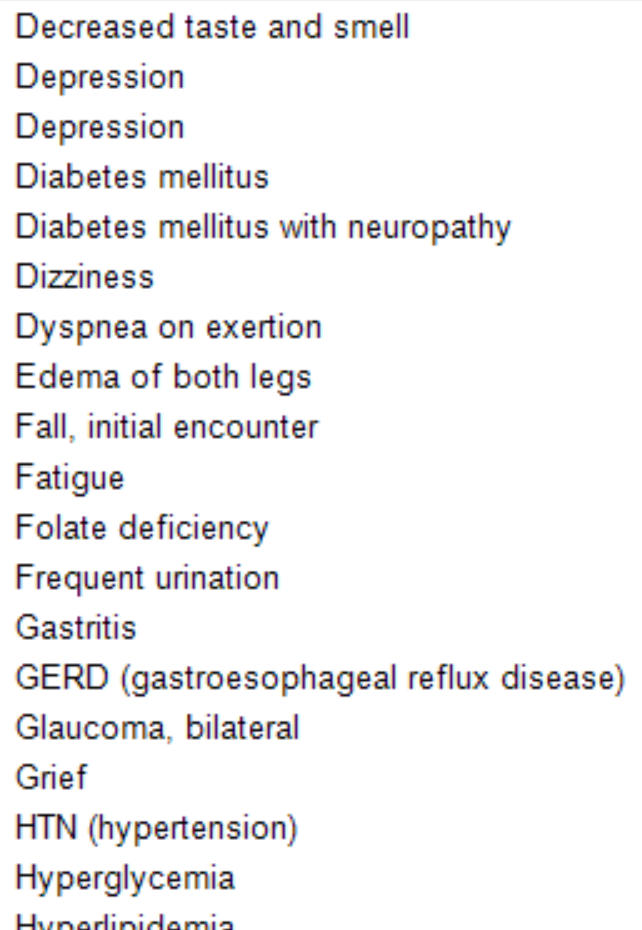 Decreased taste and smell
Depression
Depression
Diabetes mellitus
Diabetes mellitus with neuropathy
Dizziness
Dyspnea on exertion
Edema of both legs
Fall, initial encounter
Fatigue
Folate deficiency
Frequent urination
Gastritis
GERD (gastroesophageal reflux disease)
Glaucoma, bilateral
Grief
HTN (hypertension)
Hyperglycemia
Hyperlipidemia